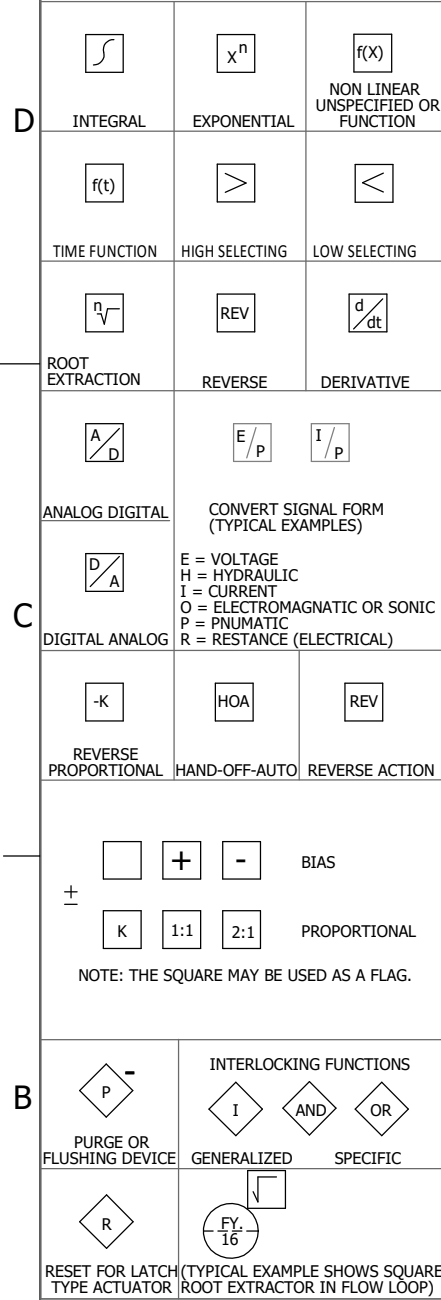 ∫
xⁿ
f(X)
INTEGRAL
EXPONENTIAL
NON LINEAR
UNSPECIFIED OR
FUNCTION
D
f(t)
>
<
TIME FUNCTION
HIGH SELECTING
LOW SELECTING
n√
REV
d/dt
ROOT
EXTRACTION
REVERSE
DERIVATIVE
A/D
E/P
I/P
ANALOG DIGITAL
CONVERT SIGNAL FORM
(TYPICAL EXAMPLES)
D/A
DIGITAL ANALOG
E = VOLTAGE
H = HYDRAULIC
I = CURRENT
O = ELECTROMAGNATIC OR SONIC
P = PNUMATIC
R = RESTANCE (ELECTRICAL)
C
-K
HOA
REV
REVERSE
PROPORTIONAL
HAND-OFF-AUTO
REVERSE ACTION
+ - BIAS
±
K 1:1 2:1 PROPORTIONAL
NOTE: THE SQUARE MAY BE USED AS A FLAG.
B
P -
PURGE OR
FLUSHING DEVICE
INTERLOCKING FUNCTIONS
I AND OR
GENERALIZED SPECIFIC
R
RESET FOR LATCH
TYPE ACTUATOR
√
FY.
16
(TYPICAL EXAMPLE SHOWS SQUARE
ROOT EXTRACTOR IN FLOW LOOP)